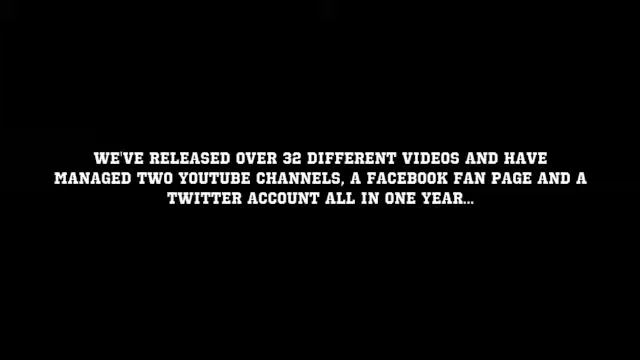 WE'VE RELEASED OVER 32 DIFFERENT VIDEOS AND HAVE
MANAGED TWO YOUTUBE CHANNELS, A FACEBOOK FAN PAGE AND A
TWITTER ACCOUNT ALL IN ONE YEAR...